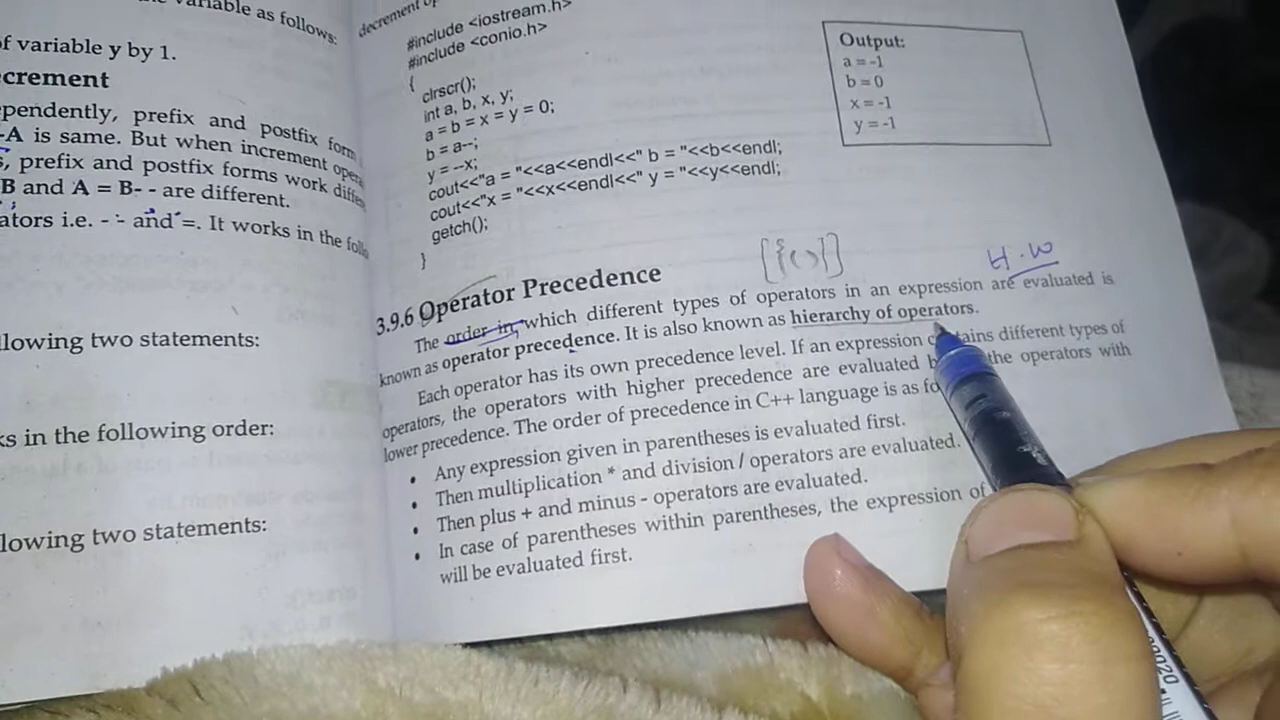 variable as follows:
of variable y by 1.
crement
pendently, prefix and postfix form
-A is same. But when increment
s, prefix and postfix forms work
B and A = B- - are different.
ators i.e. - - and =. It works in the
llowing two statements:
ks in the following order:
llowing two statements:
decrement
#include <iostream.h>
#include <conio.h>
{
clrscr();
int a, b, x, y;
a = b = x = y = 0;
b = a--;
y = --x;
cout<<"a = "<<a<<endl<<" b = "<<b<<endl;
cout<<"x = "<<x<<endl<<" y = "<<y<<endl;
getch();
}
Output:
a = -1
b = 0
x = -1
y = -1
[{()}]
H.W
3.9.6 Operator Precedence
The order in which different types of operators in an expression are evaluated is
known as operator precedence. It is also known as hierarchy of operators.
Each operator has its own precedence level. If an expression contains different types of
operators, the operators with higher precedence are evaluated the operators with
lower precedence. The order of precedence in C++ language is as
• Any expression given in parentheses is evaluated first.
• Then multiplication * and division / operators are evaluated.
• Then plus + and minus - operators are evaluated.
• In case of parentheses within parentheses, the expression of
will be evaluated first.